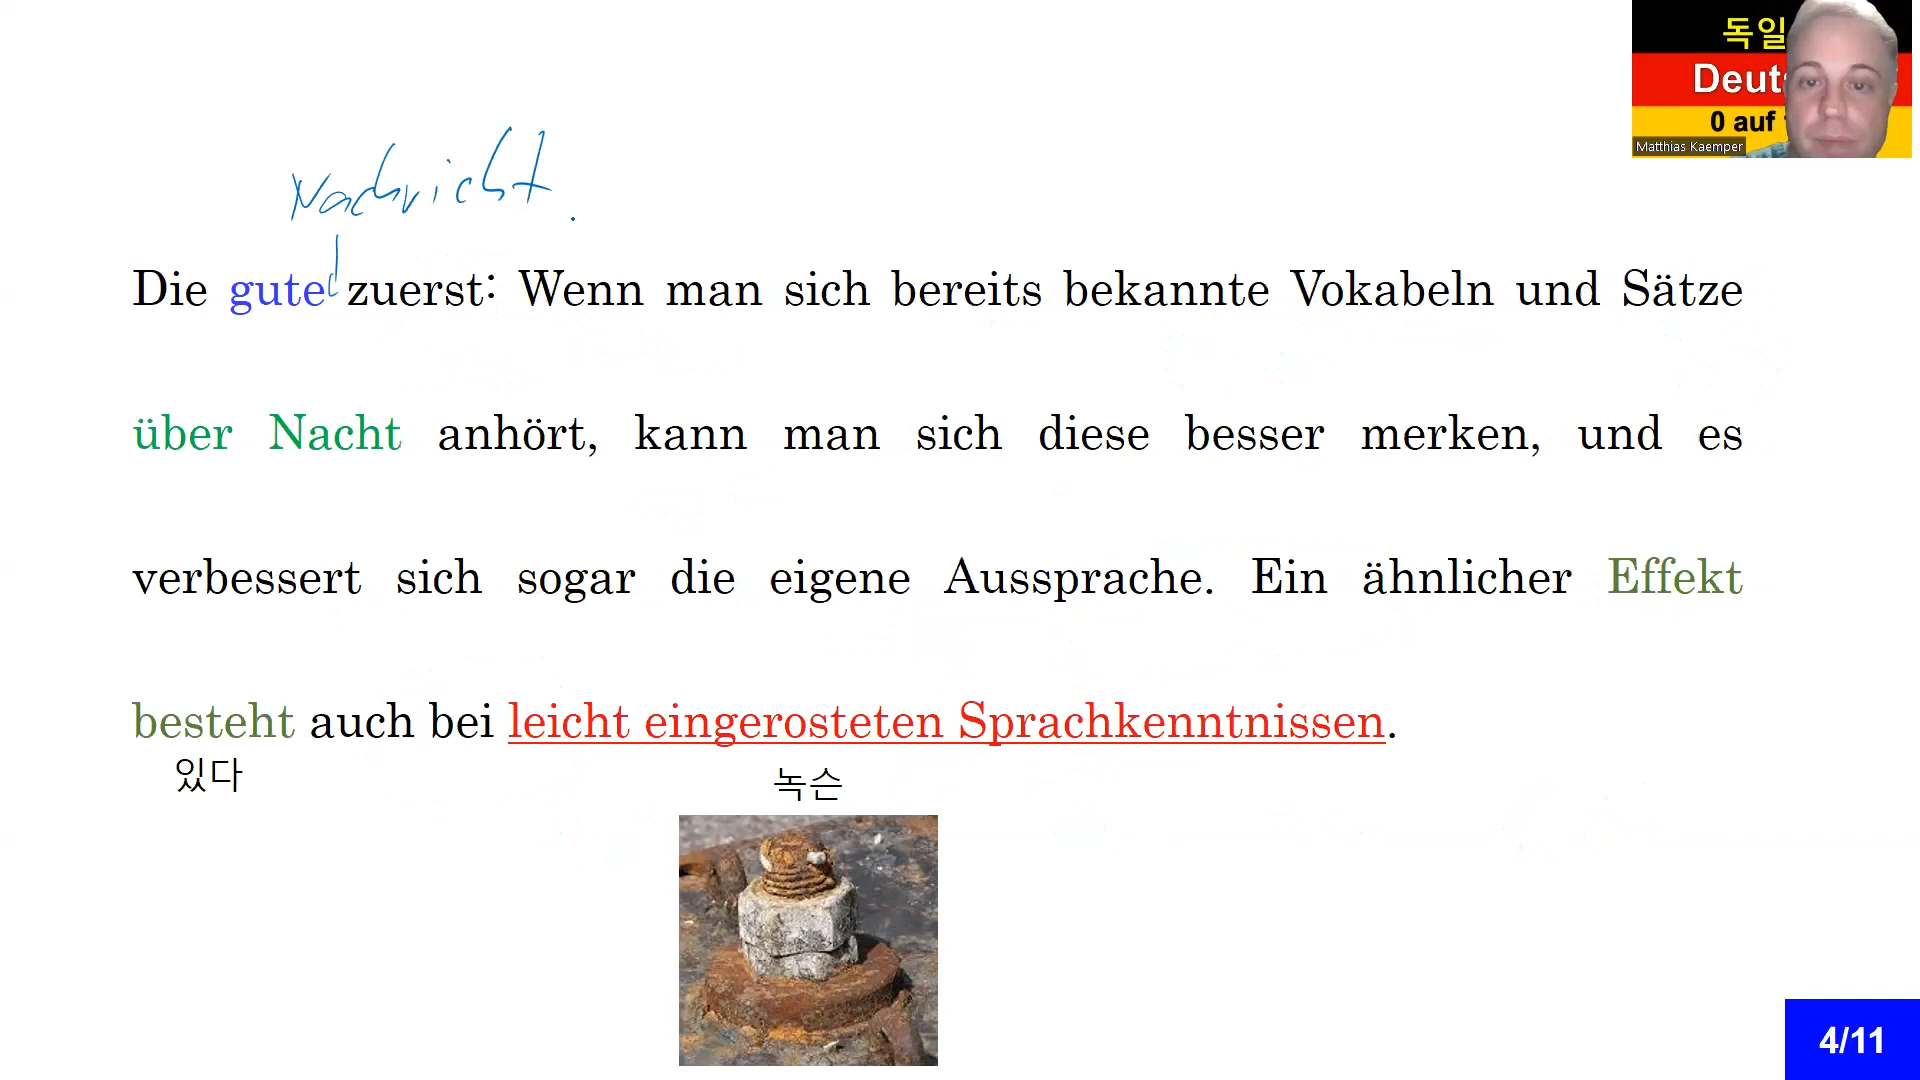 독일
Deut
0 auf
Matthias Kaemper
Nachricht.
Die gute zuerst: Wenn man sich bereits bekannte Vokabeln und Sätze
über Nacht anhört, kann man sich diese besser merken, und es
verbessert sich sogar die eigene Aussprache. Ein ähnlicher Effekt
besteht auch bei leicht eingerosteten Sprachkenntnissen.
있다
녹슨
4/11